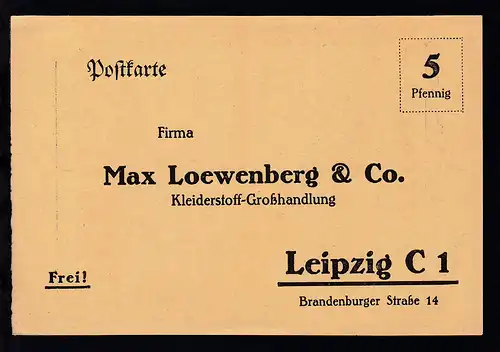 Postkarte
5
Pfennig
Firma
Max Loewenberg & Co.
Kleiderstoff-Großhandlung
Frei!
Leipzig C 1
Brandenburger Straße 14